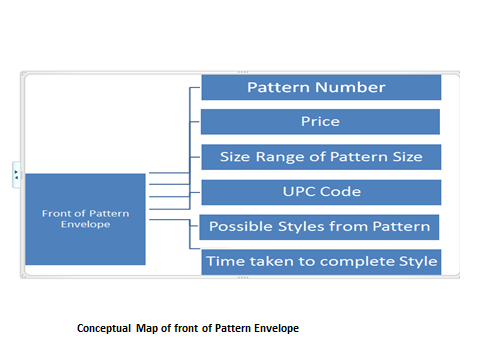 Pattern Number
Price
Size Range of Pattern Size
UPC Code
Front of Pattern
Envelope
Possible Styles from Pattern
Time taken to complete Style
Conceptual Map of front of Pattern Envelope